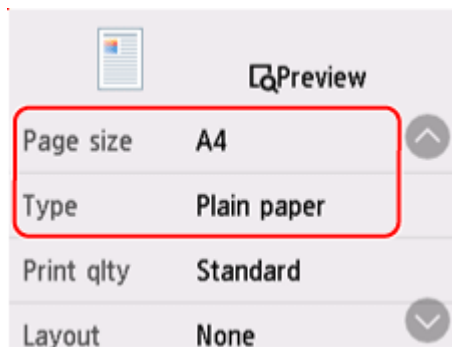 Preview
Page size A4
Type Plain paper
Print qlty Standard
Layout None